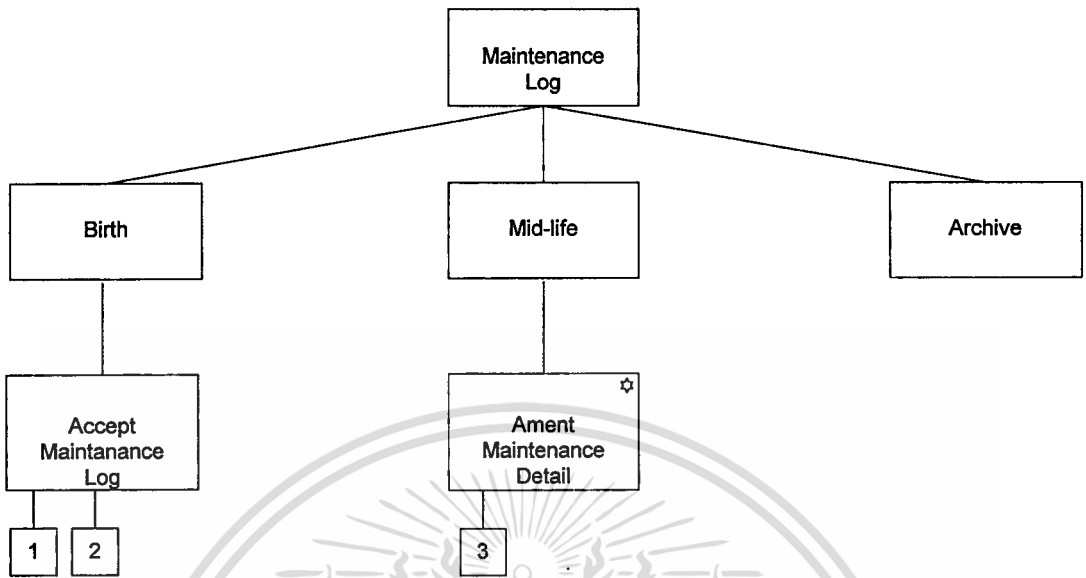 Maintenance
Log
Birth
Mid-life
Archive
Accept
Maintanance
Log
Ament
Maintenance
Detail
1
2
3